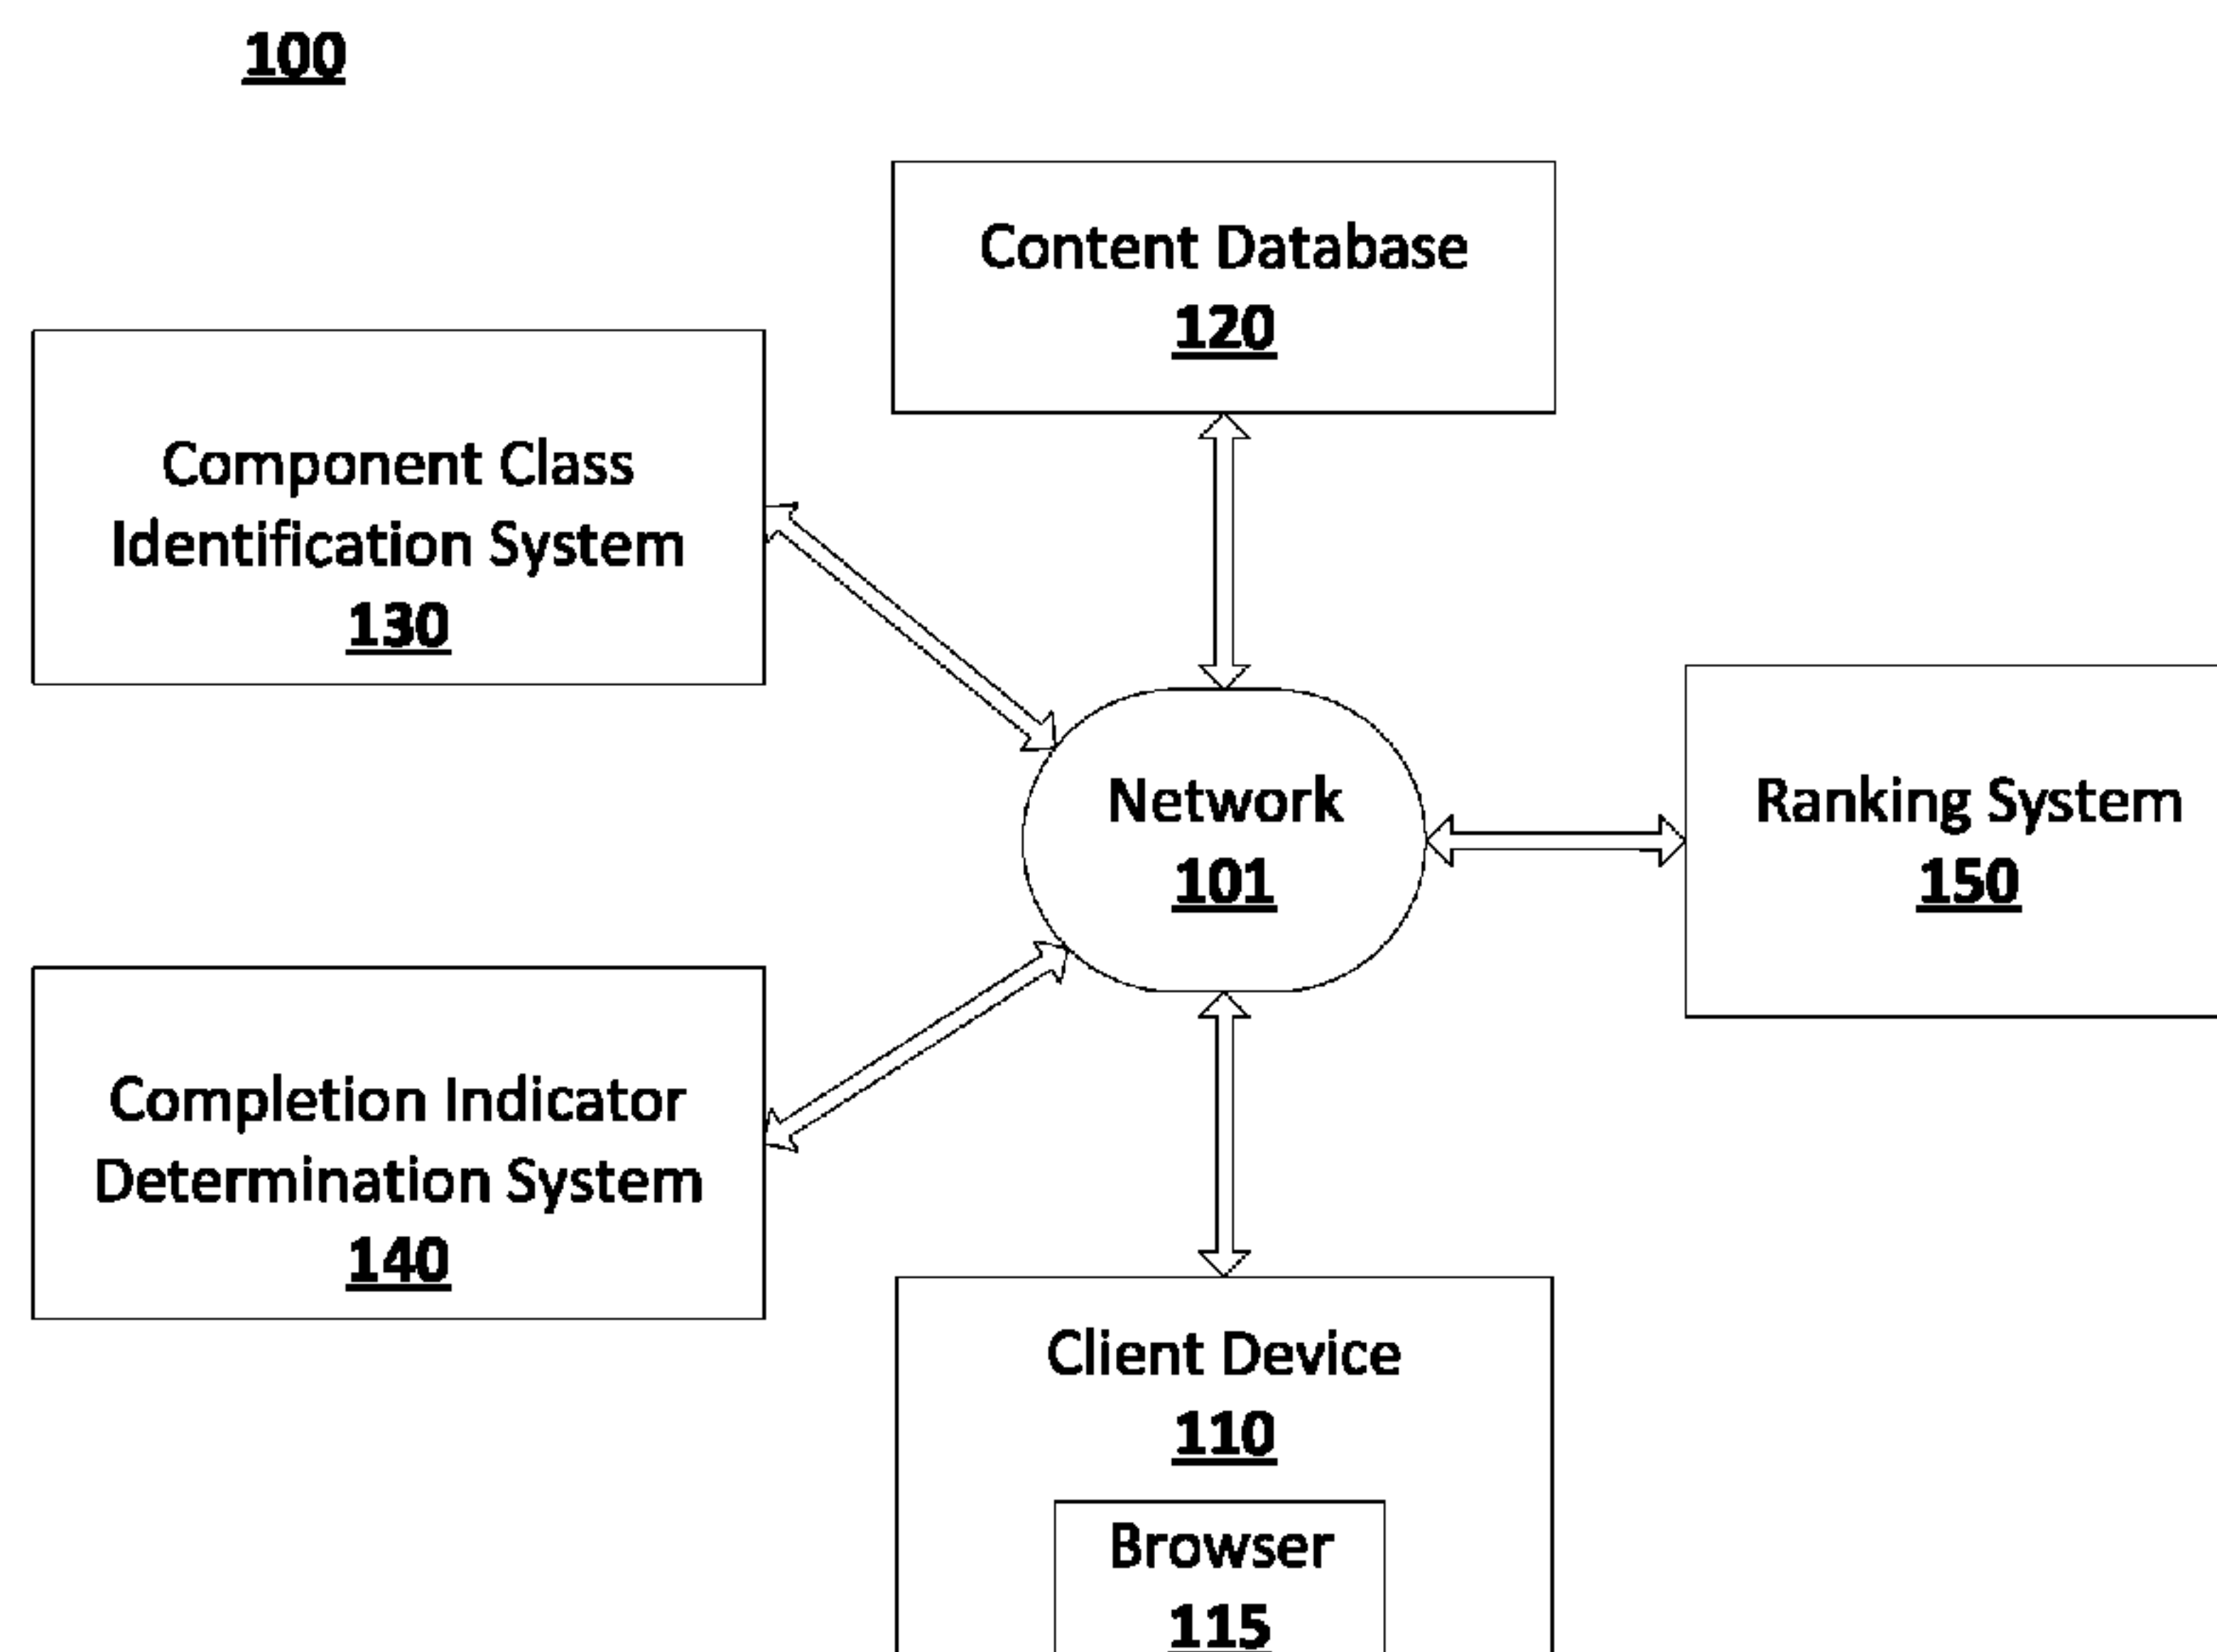 100
Content Database
120
Component Class
Identification System
130
Network
101
Ranking System
150
Completion Indicator
Determination System
140
Client Device
110
Browser
115